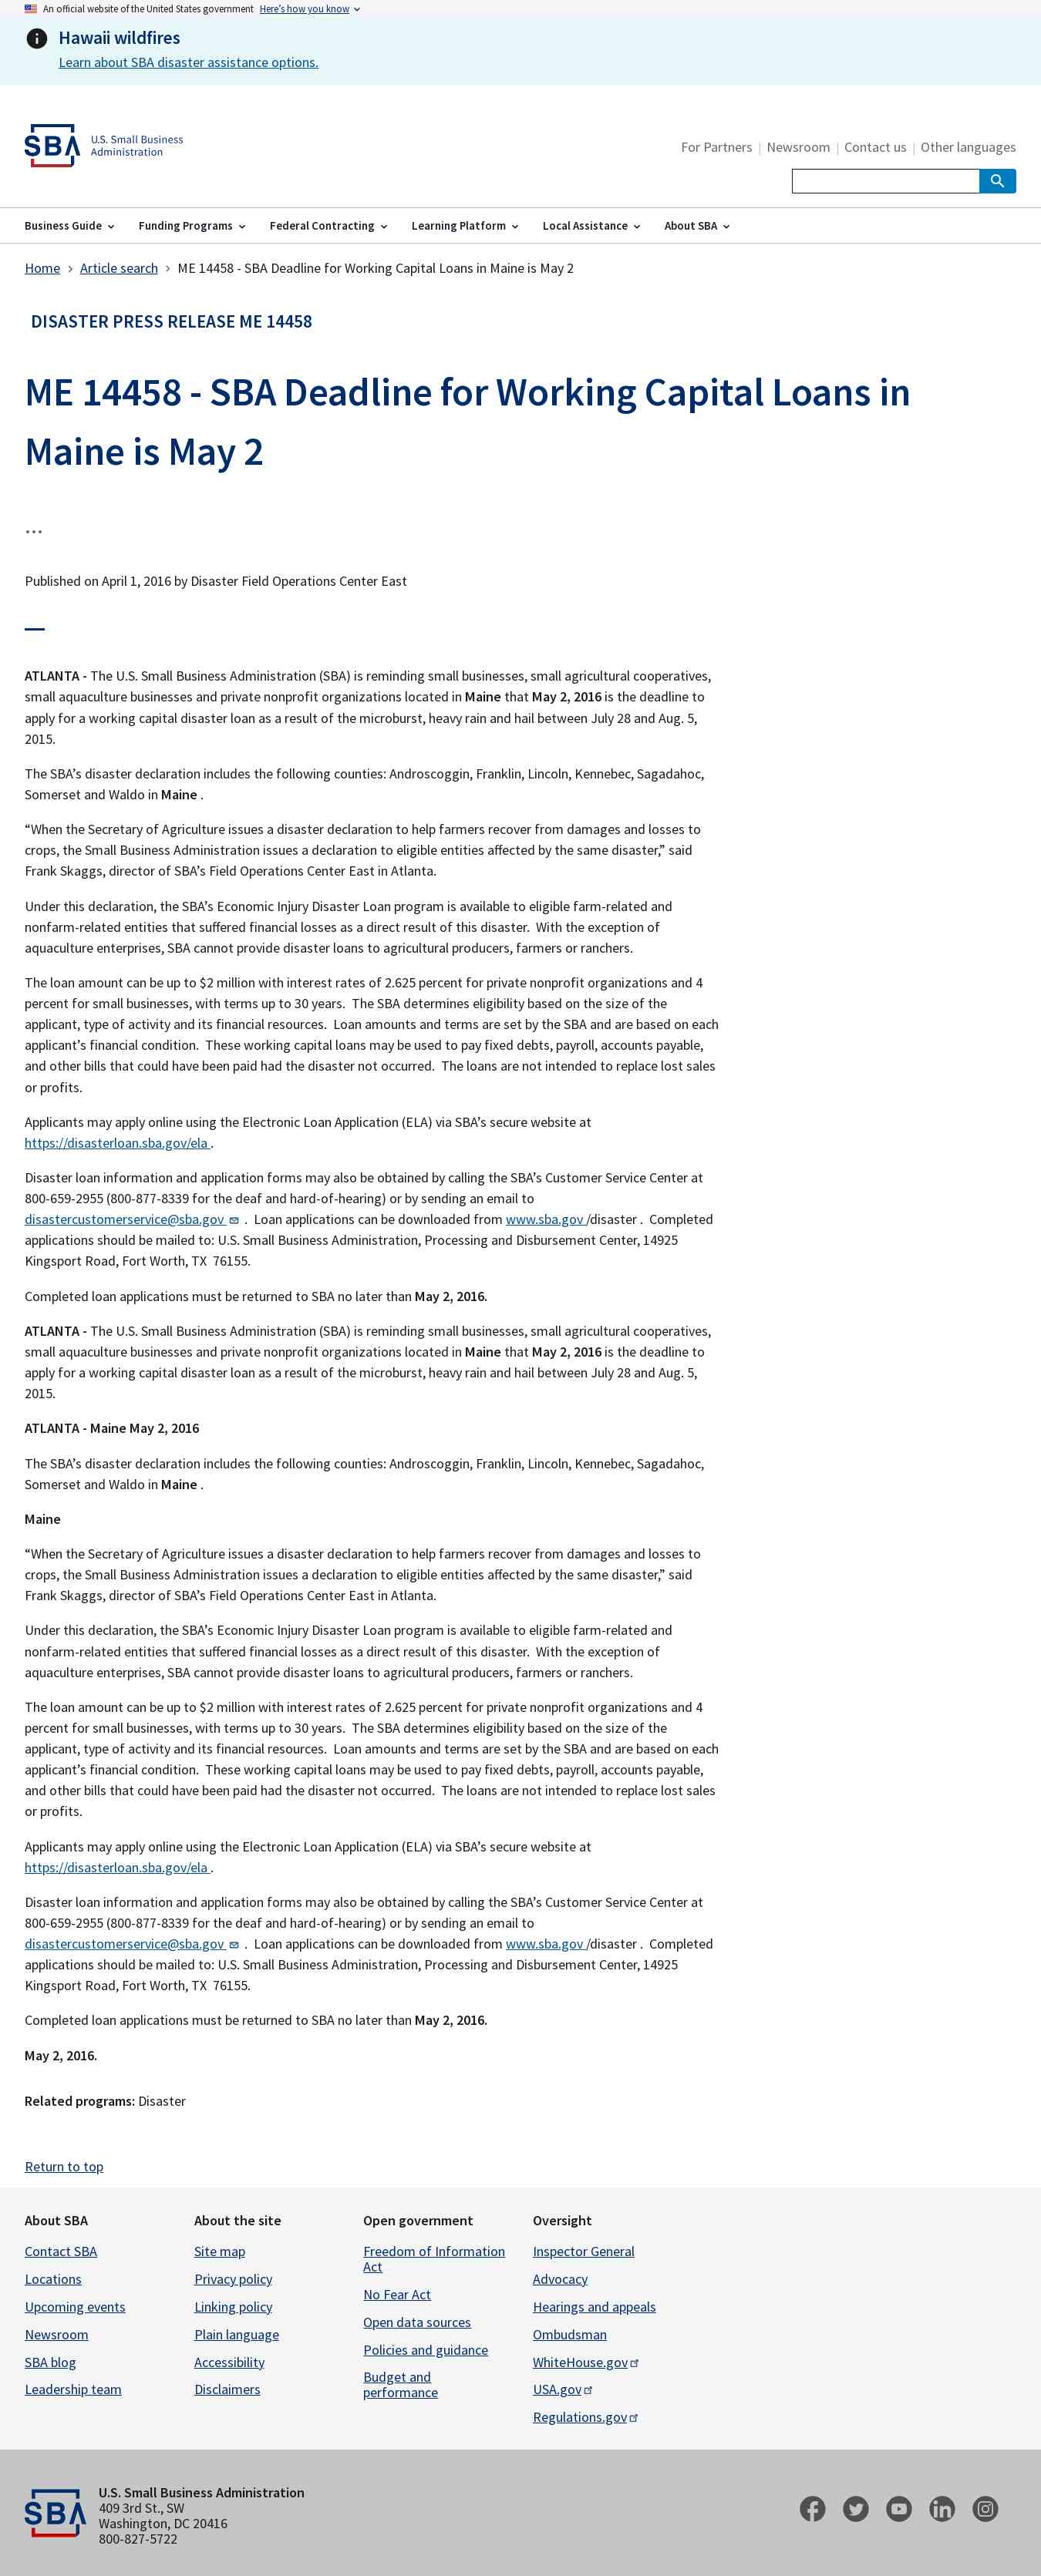 An official website of the United States government Here's how you know
Hawaii wildfires
Learn about SBA disaster assistance options.
SBA
U.S. Small Business
Administration
For Partners | Newsroom | Contact us | Other languages
Business Guide Funding Programs Federal Contracting Learning Platform Local Assistance About SBA
Home > Article search > ME 14458 - SBA Deadline for Working Capital Loans in Maine is May 2
DISASTER PRESS RELEASE ME 14458
ME 14458 - SBA Deadline for Working Capital Loans in
Maine is May 2
...
Published on April 1, 2016 by Disaster Field Operations Center East
ATLANTA - The U.S. Small Business Administration (SBA) is reminding small businesses, small agricultural cooperatives,
small aquaculture businesses and private nonprofit organizations located in Maine that May 2, 2016 is the deadline to
apply for a working capital disaster loan as a result of the microburst, heavy rain and hail between July 28 and Aug. 5,
2015.
The SBA's disaster declaration includes the following counties: Androscoggin, Franklin, Lincoln, Kennebec, Sagadahoc,
Somerset and Waldo in Maine .
“When the Secretary of Agriculture issues a disaster declaration to help farmers recover from damages and losses to
crops, the Small Business Administration issues a declaration to eligible entities affected by the same disaster,” said
Frank Skaggs, director of SBA’s Field Operations Center East in Atlanta.
Under this declaration, the SBA’s Economic Injury Disaster Loan program is available to eligible farm-related and
nonfarm-related entities that suffered financial losses as a direct result of this disaster.  With the exception of
aquaculture enterprises, SBA cannot provide disaster loans to agricultural producers, farmers or ranchers.
The loan amount can be up to $2 million with interest rates of 2.625 percent for private nonprofit organizations and 4
percent for small businesses, with terms up to 30 years.  The SBA determines eligibility based on the size of the
applicant, type of activity and its financial resources.  Loan amounts and terms are set by the SBA and are based on each
applicant’s financial condition.  These working capital loans may be used to pay fixed debts, payroll, accounts payable,
and other bills that could have been paid had the disaster not occurred.  The loans are not intended to replace lost sales
or profits.
Applicants may apply online using the Electronic Loan Application (ELA) via SBA’s secure website at
https://disasterloan.sba.gov/ela .
Disaster loan information and application forms may also be obtained by calling the SBA’s Customer Service Center at
800-659-2955 (800-877-8339 for the deaf and hard-of-hearing) or by sending an email to
disastercustomerservice@sba.gov .  Loan applications can be downloaded from www.sba.gov /disaster .  Completed
applications should be mailed to: U.S. Small Business Administration, Processing and Disbursement Center, 14925
Kingsport Road, Fort Worth, TX  76155.
Completed loan applications must be returned to SBA no later than May 2, 2016.
ATLANTA - The U.S. Small Business Administration (SBA) is reminding small businesses, small agricultural cooperatives,
small aquaculture businesses and private nonprofit organizations located in Maine that May 2, 2016 is the deadline to
apply for a working capital disaster loan as a result of the microburst, heavy rain and hail between July 28 and Aug. 5,
2015.
ATLANTA - Maine May 2, 2016
The SBA’s disaster declaration includes the following counties: Androscoggin, Franklin, Lincoln, Kennebec, Sagadahoc,
Somerset and Waldo in Maine .
Maine
“When the Secretary of Agriculture issues a disaster declaration to help farmers recover from damages and losses to
crops, the Small Business Administration issues a declaration to eligible entities affected by the same disaster,” said
Frank Skaggs, director of SBA’s Field Operations Center East in Atlanta.
Under this declaration, the SBA’s Economic Injury Disaster Loan program is available to eligible farm-related and
nonfarm-related entities that suffered financial losses as a direct result of this disaster.  With the exception of
aquaculture enterprises, SBA cannot provide disaster loans to agricultural producers, farmers or ranchers.
The loan amount can be up to $2 million with interest rates of 2.625 percent for private nonprofit organizations and 4
percent for small businesses, with terms up to 30 years.  The SBA determines eligibility based on the size of the
applicant, type of activity and its financial resources.  Loan amounts and terms are set by the SBA and are based on each
applicant’s financial condition.  These working capital loans may be used to pay fixed debts, payroll, accounts payable,
and other bills that could have been paid had the disaster not occurred.  The loans are not intended to replace lost sales
or profits.
Applicants may apply online using the Electronic Loan Application (ELA) via SBA’s secure website at
https://disasterloan.sba.gov/ela .
Disaster loan information and application forms may also be obtained by calling the SBA’s Customer Service Center at
800-659-2955 (800-877-8339 for the deaf and hard-of-hearing) or by sending an email to
disastercustomerservice@sba.gov .  Loan applications can be downloaded from www.sba.gov /disaster .  Completed
applications should be mailed to: U.S. Small Business Administration, Processing and Disbursement Center, 14925
Kingsport Road, Fort Worth, TX  76155.
Completed loan applications must be returned to SBA no later than May 2, 2016.
May 2, 2016.
Related programs: Disaster
Return to top
About SBA
Contact SBA
Locations
Upcoming events
Newsroom
SBA blog
Leadership team
About the site
Site map
Privacy policy
Linking policy
Plain language
Accessibility
Disclaimers
Open government
Freedom of Information
Act
No Fear Act
Open data sources
Policies and guidance
Budget and
performance
Oversight
Inspector General
Advocacy
Hearings and appeals
Ombudsman
WhiteHouse.gov
USA.gov
Regulations.gov
SBA
U.S. Small Business Administration
409 3rd St., SW
Washington, DC 20416
800-827-5722